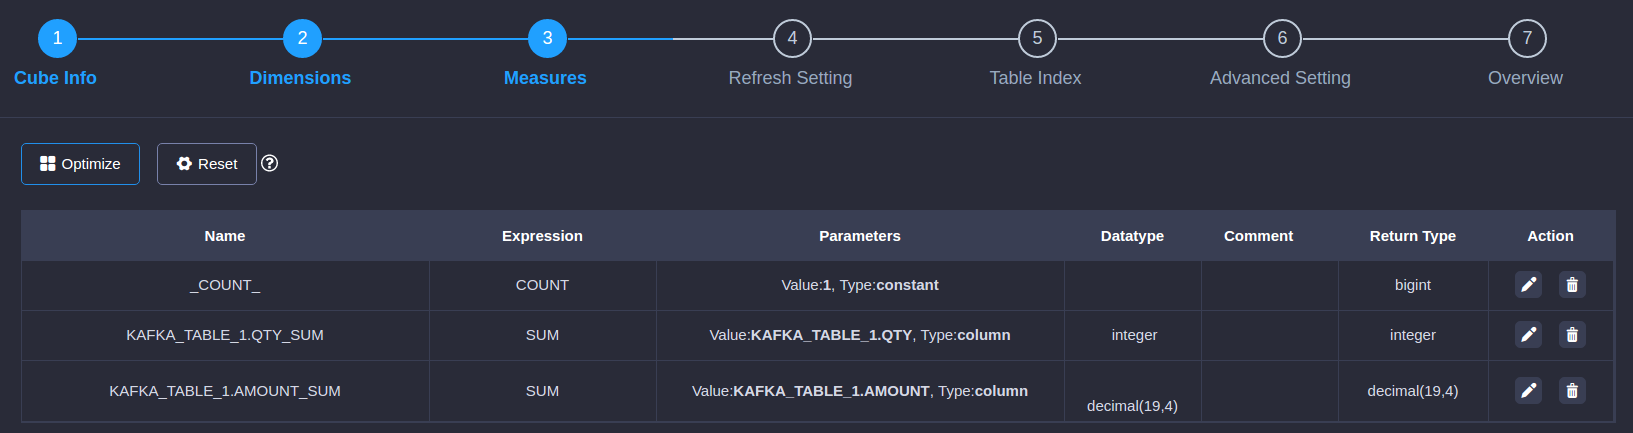 1 2 3 4 5 6 7
Cube Info Dimensions Measures Refresh Setting Table Index Advanced Setting Overview
Optimize Reset ?
Name Expression Parameters Datatype Comment Return Type Action
_COUNT_ COUNT Value:1, Type:constant bigint
KAFKA_TABLE_1.QTY_SUM SUM Value:KAFKA_TABLE_1.QTY, Type:column integer integer
KAFKA_TABLE_1.AMOUNT_SUM SUM Value:KAFKA_TABLE_1.AMOUNT, Type:column decimal(19,4) decimal(19,4)